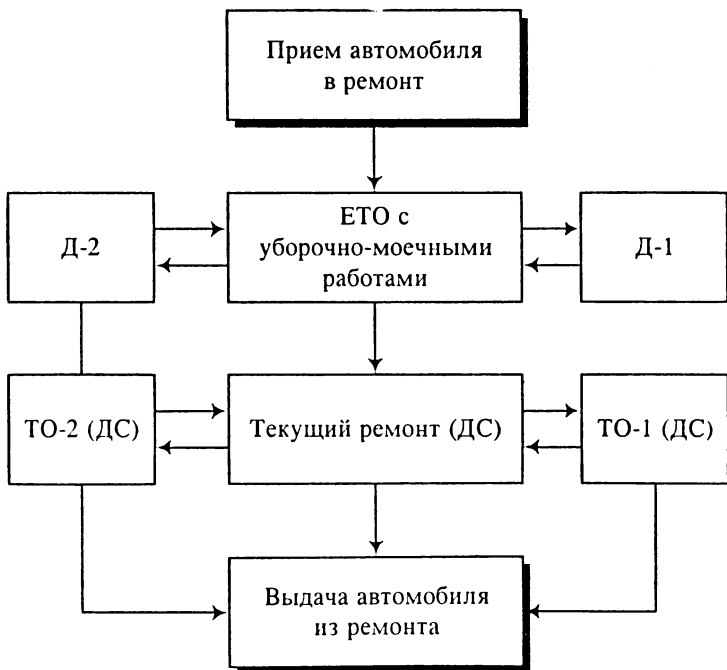 Прием автомобиля
в ремонт
Д-2
ЕТО с
уборочно-моечными
работами
Д-1
ТО-2 (ДС)
Текущий ремонт (ДС)
ТО-1 (ДС)
Выдача автомобиля
из ремонта